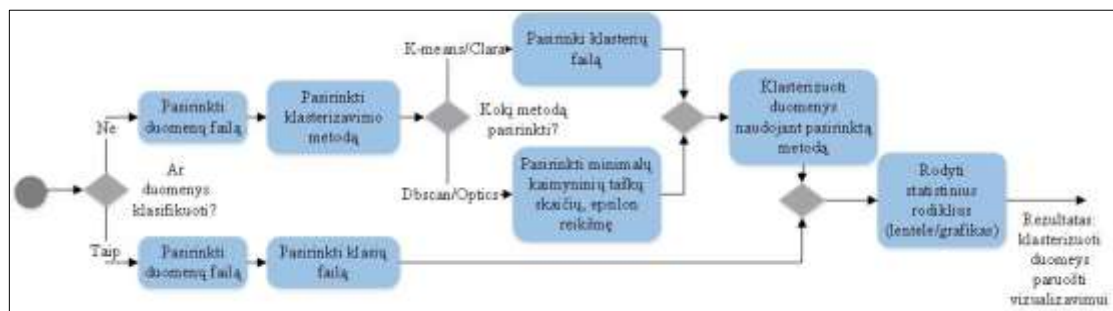 K-means/Clara
Pasirinki klasterių
failą
Ne
Pasirinkti
duomenų failą
Pasirinkti
klasterizavimo
metodą
Kokį metodą
pasirinkti?
Klasterizuoti
duomenys
naudojant pasirinktą
metodą
Ar
duomenys
klasifikuoti?
Dbscan/Optics
Pasirinkti minimalų
kaimyninių taškų
skaičių, epsilon
reikšmę
Rodyti
statistinius
rodiklius
(lentelė/grafikas)
Taip
Pasirinkti
duomenų failą
Pasirinkti klasių
failą
Rezultatas:
klasterizuoti
duomeys
paruošti
vizualizavimui